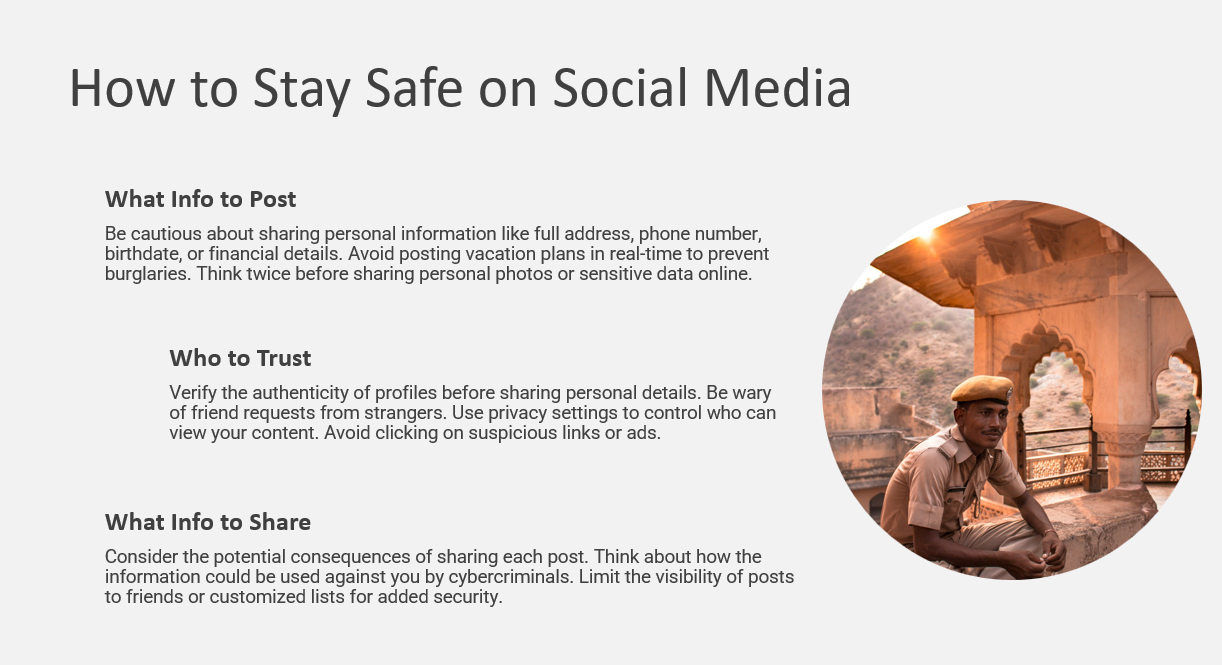 How to Stay Safe on Social Media
What Info to Post
Be cautious about sharing personal information like full address, phone number,
birthdate, or financial details. Avoid posting vacation plans in real-time to prevent
burglaries. Think twice before sharing personal photos or sensitive data online.
Who to Trust
Verify the authenticity of profiles before sharing personal details. Be wary
of friend requests from strangers. Use privacy settings to control who can
view your content. Avoid clicking on suspicious links or ads.
What Info to Share
Consider the potential consequences of sharing each post. Think about how the
information could be used against you by cybercriminals. Limit the visibility of posts
to friends or customized lists for added security.